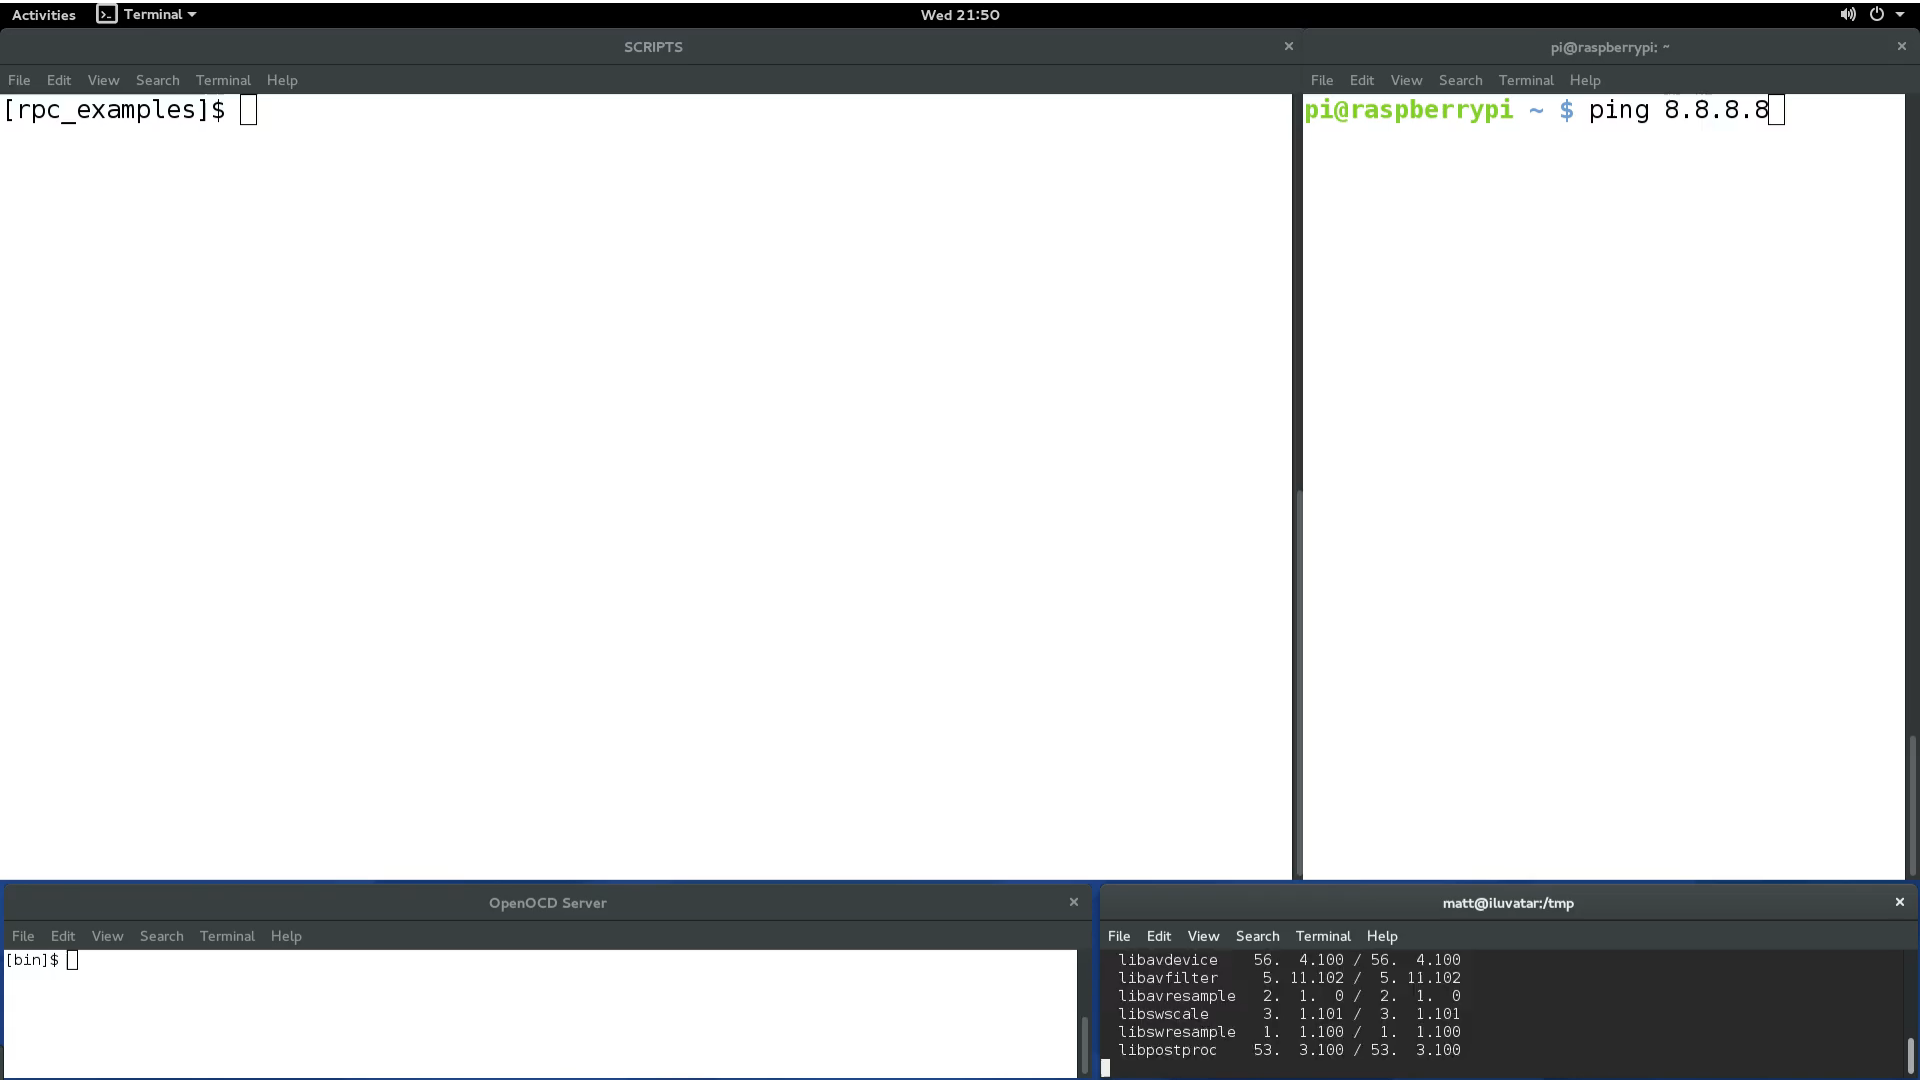 Activities Terminal Wed 21:50
SCRIPTS
File Edit View Search Terminal Help
[rpc_examples]$
pi@raspberrypi: ~
File Edit View Search Terminal Help
pi@raspberrypi ~ $ ping 8.8.8.8
OpenOCD Server
File Edit View Search Terminal Help
[bin]$
matt@iluvatar:/tmp
File Edit View Search Terminal Help
libavdevice 56. 4.100 / 56. 4.100
libavfilter 5. 11.102 / 5. 11.102
libavresample 2. 1. 0 / 2. 1. 0
libswscale 3. 1.101 / 3. 1.101
libswresample 1. 1.100 / 1. 1.100
libpostproc 53. 3.100 / 53. 3.100